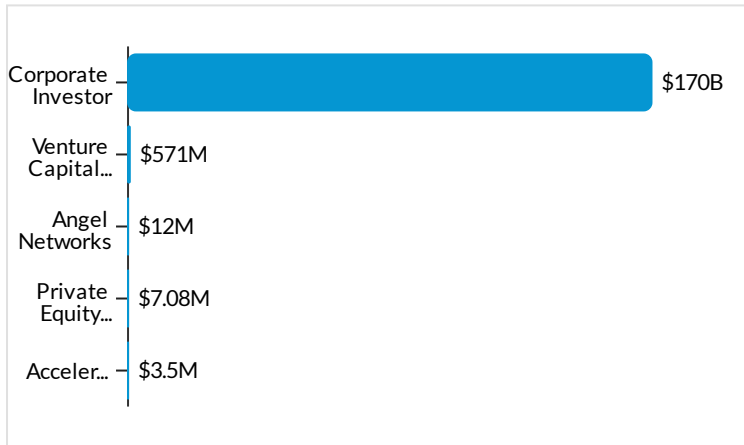 Corporate
Investor
$170B
Venture
Capital...
$571M
Angel
Networks
$12M
Private
Equity...
$7.08M
Acceler...
$3.5M